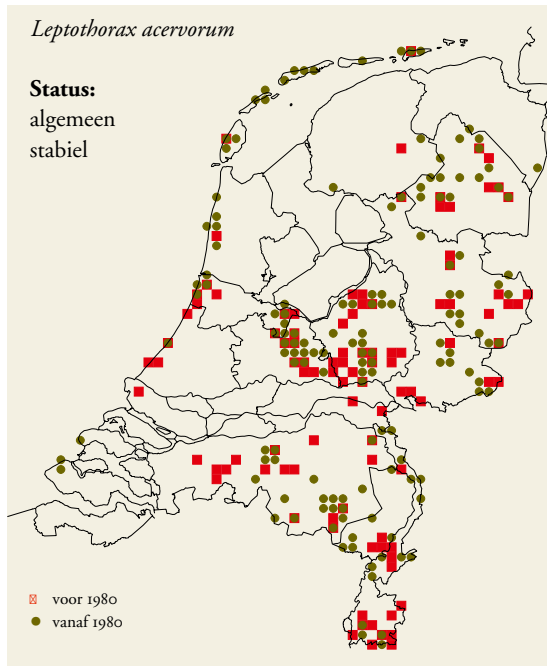 Leptothorax acervorum
Status:
algemeen
stabiel
voor 1980
vanaf 1980